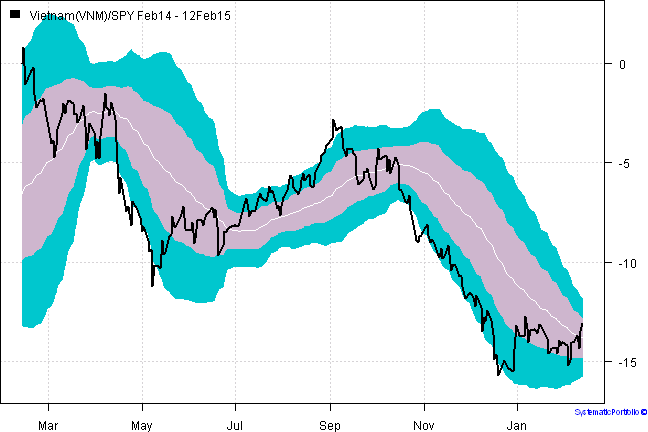 Vietnam(VNM)/SPY Feb14 - 12Feb15
0
-5
-10
-15
Mar May Jul Sep Nov Jan
SystematicPortfolio ©